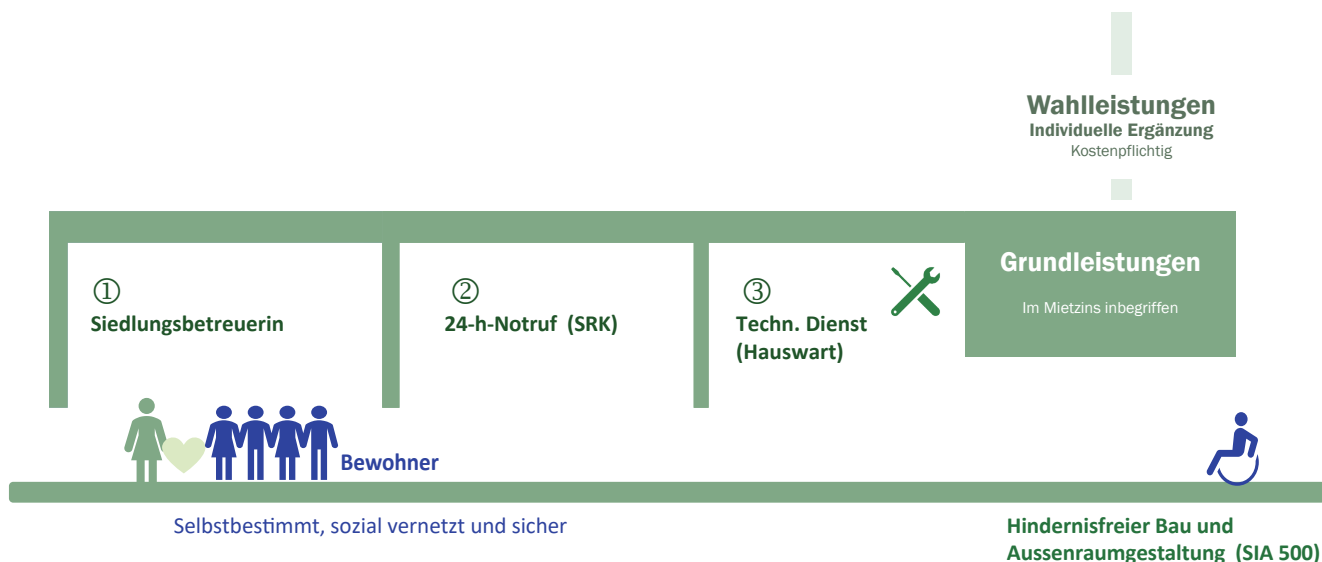 Wahlleistungen
Individuelle Ergänzung
Kostenpflichtig
Grundleistungen
Im Mietzins inbegriffen
①
Siedlungsbetreuerin
②
24-h-Notruf (SRK)
③
Techn. Dienst
(Hauswart)
Bewohner
Selbstbestimmt, sozial vernetzt und sicher
Hindernisfreier Bau und
Aussenraumgestaltung (SIA 500)